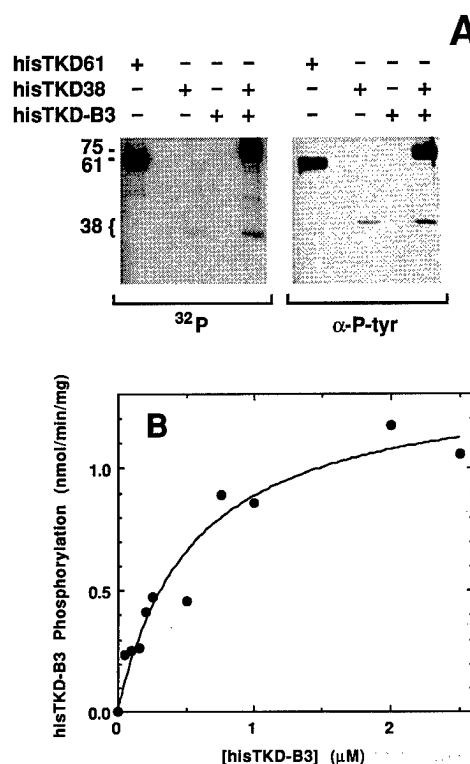 A
hisTKD61 + – – – + – – –
hisTKD38 – + – + – + – +
hisTKD-B3 – – + + – – + +
75 -
61 -
38 {
32P
α-P-tyr
B
hisTKD-B3 Phosphorylation (nmol/min/mg)
1.0
0.5
0.0
0 1 2
[hisTKD-B3] (μM)